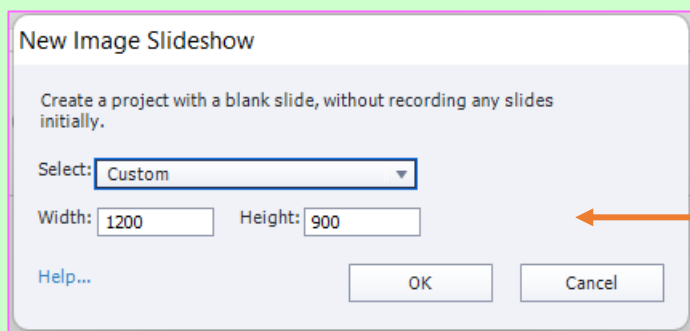 New Image Slideshow
Create a project with a blank slide, without recording any slides
initially.
Select: Custom
Width: 1200 Height: 900
Help... OK Cancel